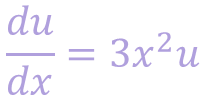 du/dx = 3x²u